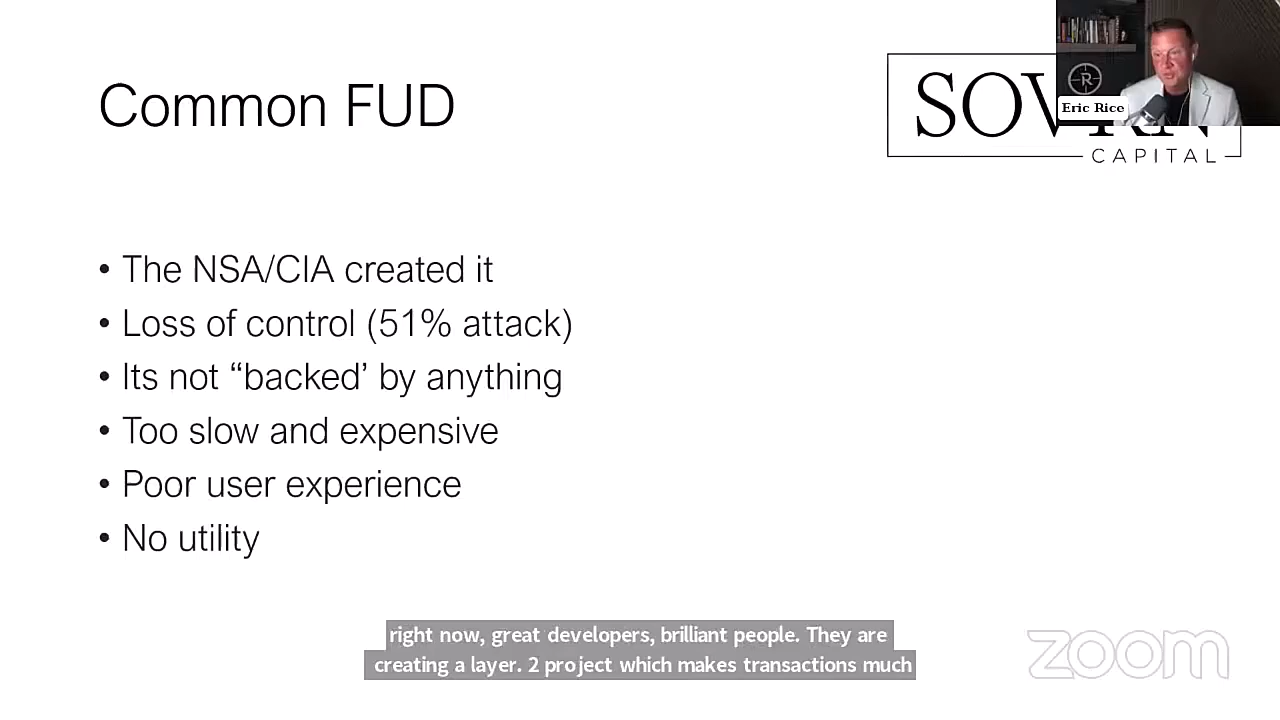 Common FUD
SOV
CAPITAL
R
Eric Rice
• The NSA/CIA created it
• Loss of control (51% attack)
• Its not “backed’ by anything
• Too slow and expensive
• Poor user experience
• No utility
right now, great developers, brilliant people. They are
creating a layer. 2 project which makes transactions much
zoom